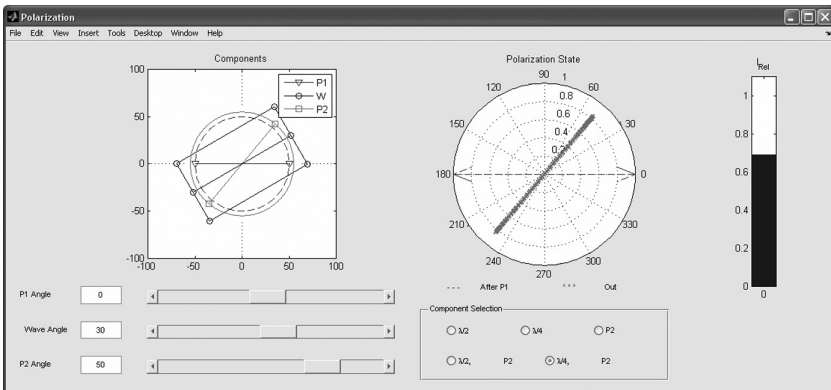 Polarization
File Edit View Insert Tools Desktop Window Help
Components
100
50
0
-50
-100
-100 -50 0 50 100
P1
W
P2
Polarization State
90 1
120 60
0.8
0.6
150 30
0.4
0.2
180 0
210 330
240 300
270
--- After P1 *** Out
I Rel
1
0.8
0.6
0.4
0.2
0
0
P1 Angle 0
Wave Angle 30
P2 Angle 50
Component Selection
λ/2 λ/4 P2
λ/2, P2 λ/4, P2